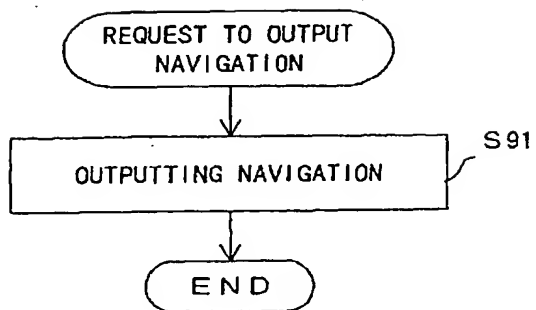 REQUEST TO OUTPUT
NAVIGATION
S91
OUTPUTTING NAVIGATION
END